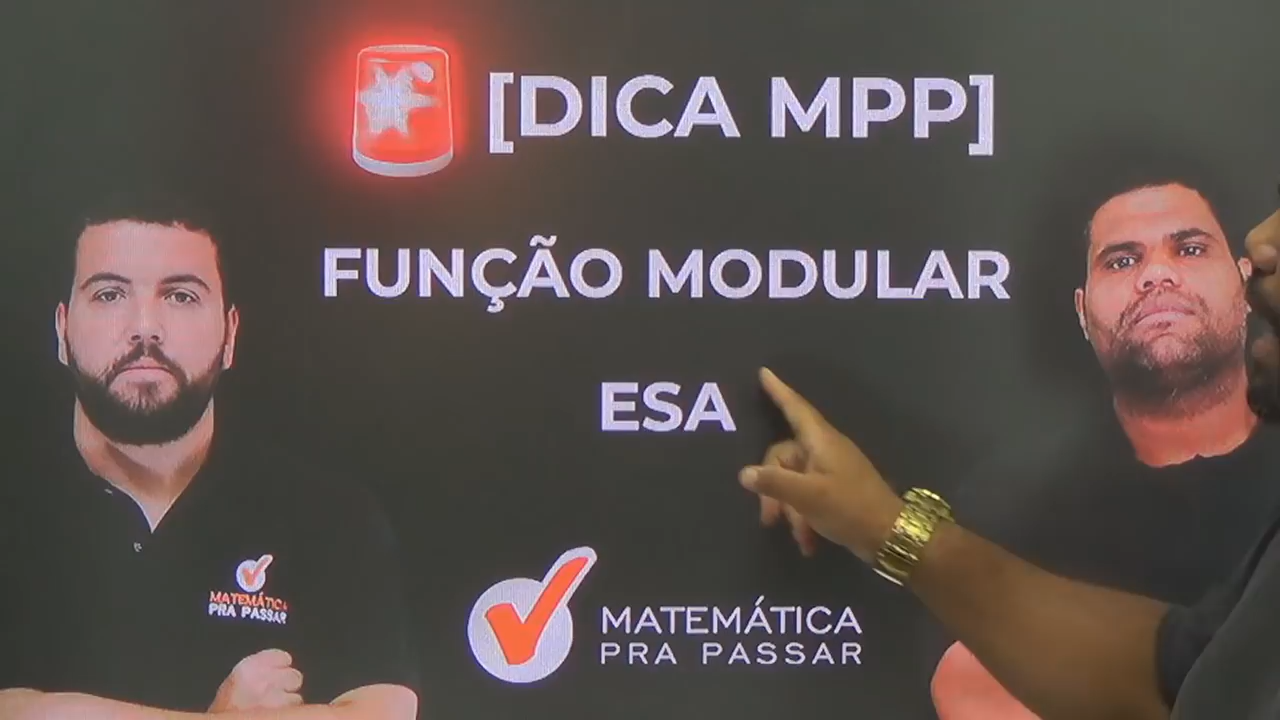 [DICA MPP]
FUNÇÃO MODULAR
ESA
MATEMÁTICA
PRA PASSAR
MATEMÁTICA
PRA PASSAR